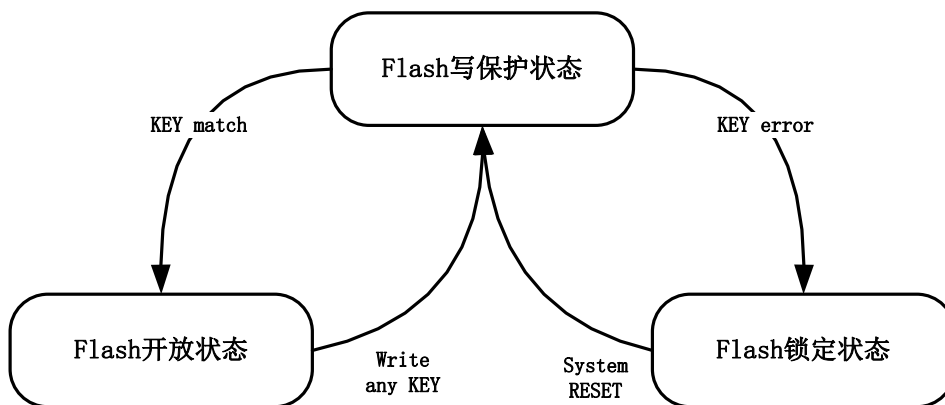 Flash写保护状态
KEY match
KEY error
Flash开放状态
Flash锁定状态
Write
any KEY
System
RESET